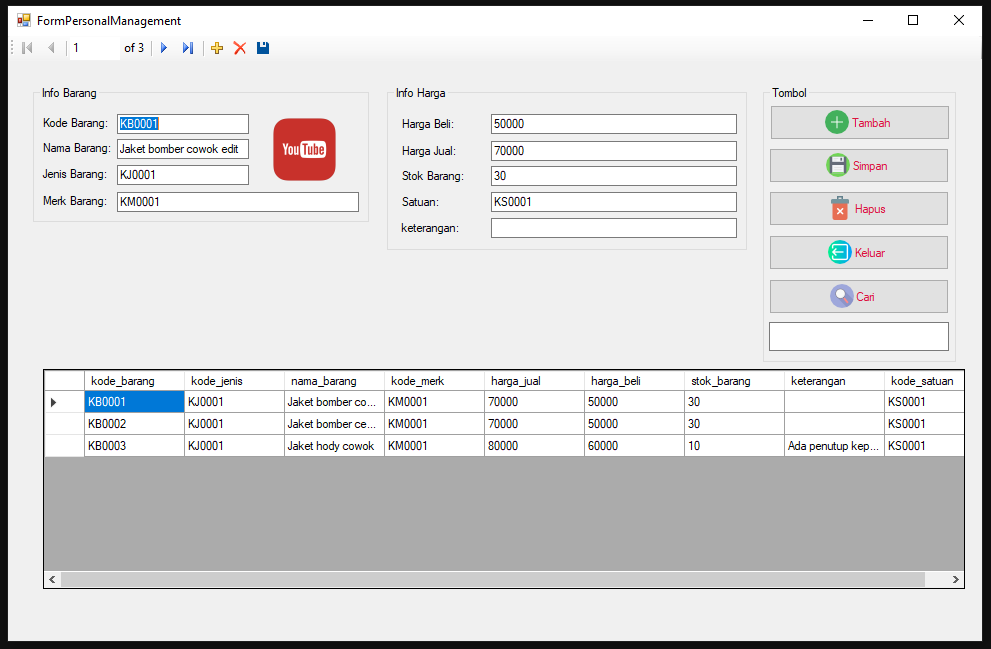 FormPersonalManagement
1 of 3
Info Barang
Kode Barang: KB0001
Nama Barang: Jaket bomber cowok edit
Jenis Barang: KJ0001
Merk Barang: KM0001
You Tube
Info Harga
Harga Beli: 50000
Harga Jual: 70000
Stok Barang: 30
Satuan: KS0001
keterangan:
Tombol
Tambah
Simpan
Hapus
Keluar
Cari
kode_barang kode_jenis nama_barang kode_merk harga_jual harga_beli stok_barang keterangan kode_satuan
KB0001 KJ0001 Jaket bomber co... KM0001 70000 50000 30 KS0001
KB0002 KJ0001 Jaket bomber ce... KM0001 70000 50000 30 KS0001
KB0003 KJ0001 Jaket hody cowok KM0001 80000 60000 10 Ada penutup kep... KS0001